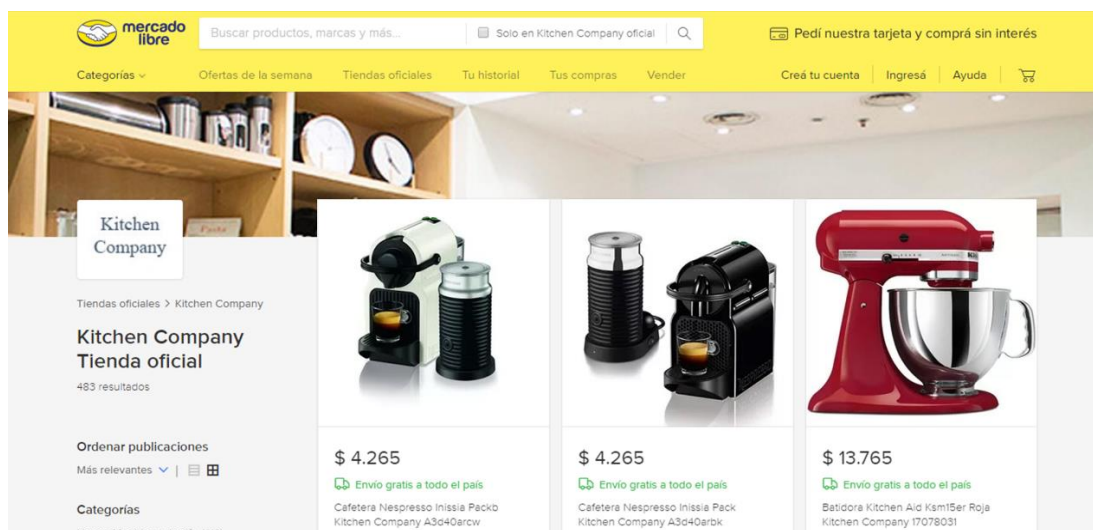 mercado
libre
Buscar productos, marcas y más...
Solo en Kitchen Company oficial
Pedí nuestra tarjeta y comprá sin interés
Categorías
Ofertas de la semana
Tiendas oficiales
Tu historial
Tus compras
Vender
Creá tu cuenta
Ingresá
Ayuda
Kitchen
Company
Tiendas oficiales > Kitchen Company
Kitchen Company
Tienda oficial
483 resultados
Ordenar publicaciones
Más relevantes
Categorías
$ 4.265
Envío gratis a todo el país
Cafetera Nespresso Inissia Packb
Kitchen Company A3d40arcw
$ 4.265
Envío gratis a todo el país
Cafetera Nespresso Inissia Pack
Kitchen Company A3d40arbk
$ 13.765
Envío gratis a todo el país
Batidora Kitchen Aid Ksm15er Roja
Kitchen Company 17078031